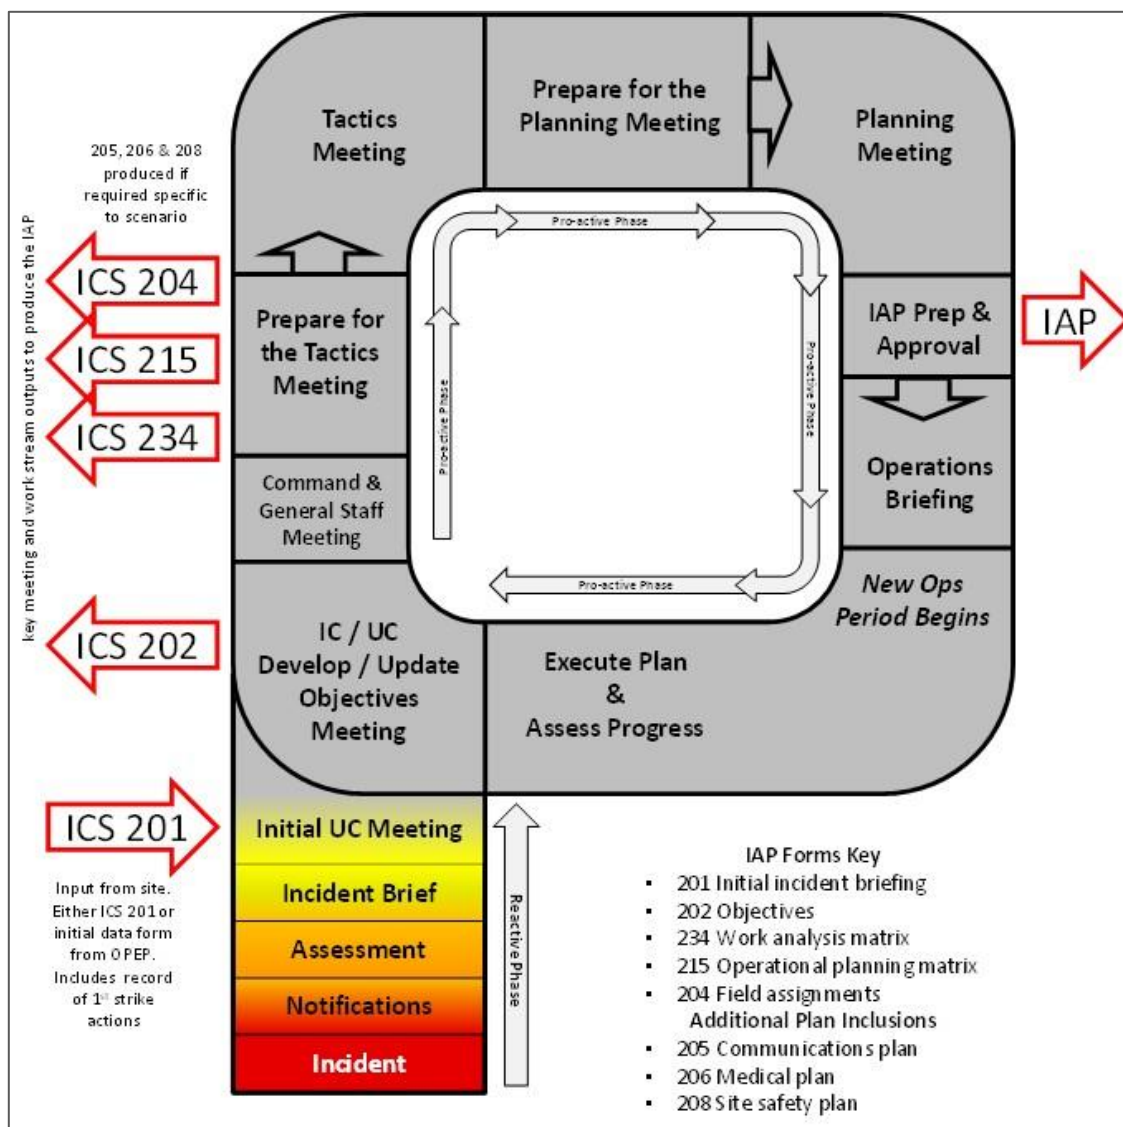 Tactics
Meeting
Prepare for the
Planning Meeting
Planning
Meeting
205, 206 & 208
produced if
required specific
to scenario
key meeting and work stream outputs to produce the IAP
ICS 204
ICS 215
ICS 234
ICS 202
Prepare for
the Tactics
Meeting
Command &
General Staff
Meeting
IC / UC
Develop / Update
Objectives
Meeting
Pro-active Phase
Pro-active Phase
Pro-active Phase
Pro-active Phase
IAP Prep &
Approval
IAP
Operations
Briefing
New Ops
Period Begins
Execute Plan
&
Assess Progress
ICS 201
Input from site.
Either ICS 201 or
initial data form
from OPEP.
Includes record
of 1st strike
actions
Initial UC Meeting
Incident Brief
Assessment
Notifications
Incident
Reactive Phase
IAP Forms Key
▪ 201 Initial incident briefing
▪ 202 Objectives
▪ 234 Work analysis matrix
▪ 215 Operational planning matrix
▪ 204 Field assignments
Additional Plan Inclusions
▪ 205 Communications plan
▪ 206 Medical plan
▪ 208 Site safety plan